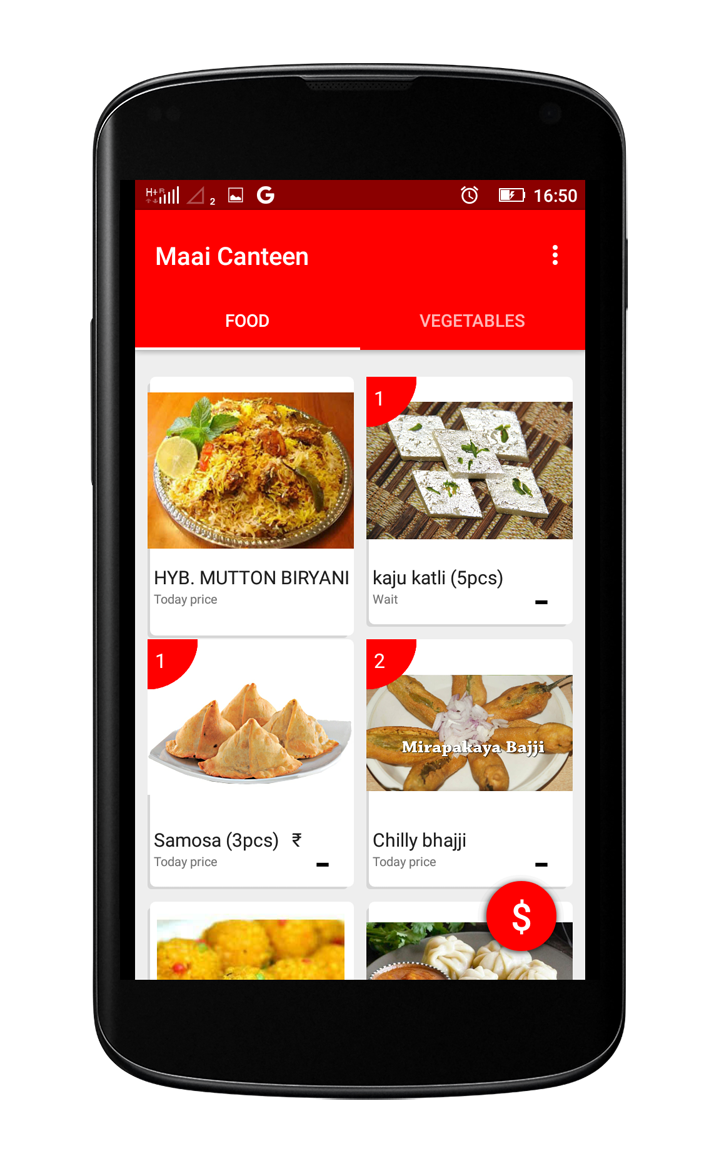 H+ R 2 G 16:50
Maai Canteen
FOOD VEGETABLES
1
HYB. MUTTON BIRYANI
Today price
kaju katli (5pcs)
Wait
-
1
2
Mirapakaya Bajji
Samosa (3pcs) ₹
Today price
-
Chilly bhajji
Today price
-
$